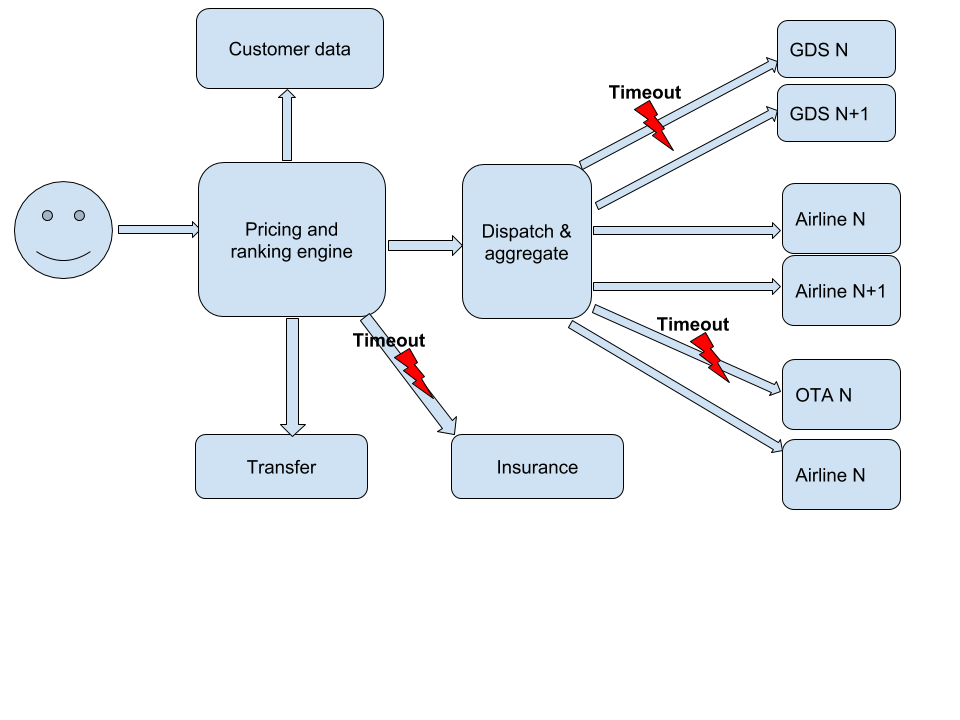 Customer data
GDS N
Timeout
GDS N+1
Pricing and
ranking engine
Dispatch &
aggregate
Airline N
Airline N+1
Timeout
Timeout
OTA N
Transfer
Insurance
Airline N